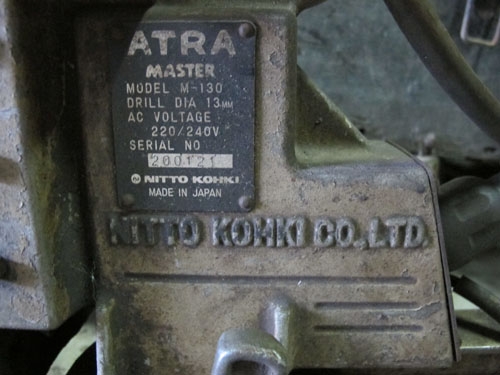 ATRA
MASTER
MODEL M-130
DRILL DIA 13MM
AC VOLTAGE
220/240V
SERIAL NO
200121
NITTO KOHKI
MADE IN JAPAN
NITTO KOHKI CO., LTD.